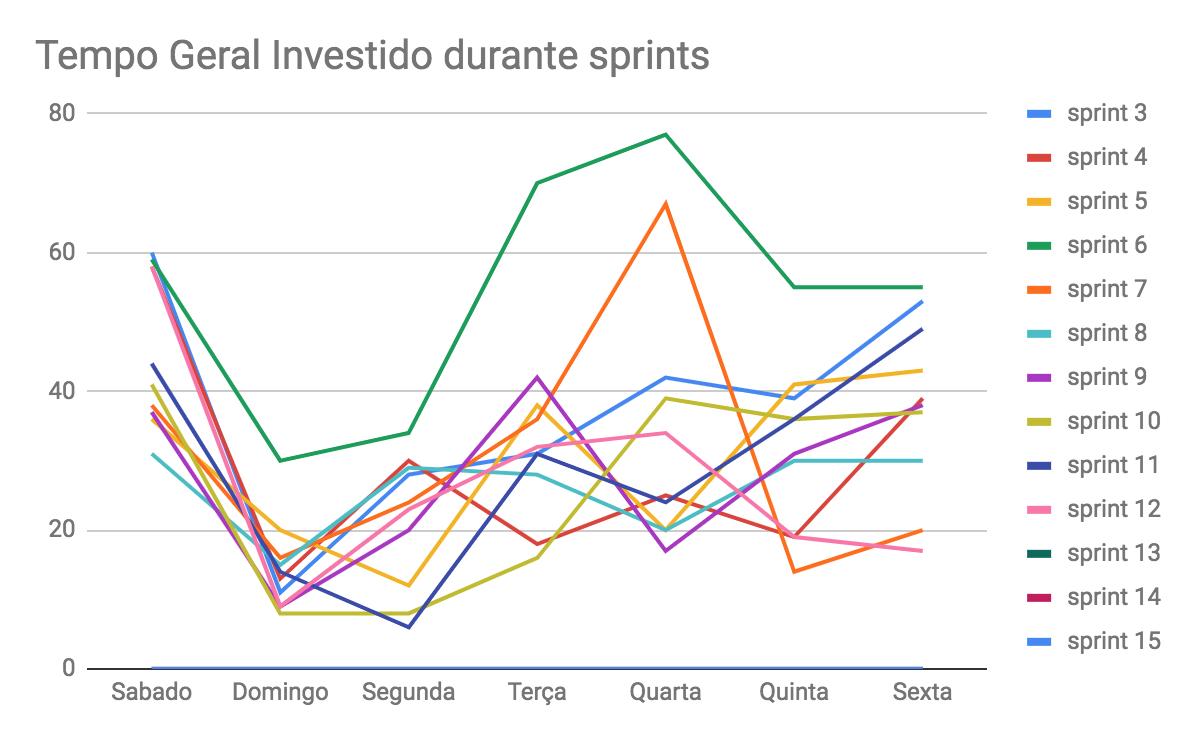 Tempo Geral Investido durante sprints
80
60
40
20
0
Sabado
Domingo
Segunda
Terça
Quarta
Quinta
Sexta
sprint 3
sprint 4
sprint 5
sprint 6
sprint 7
sprint 8
sprint 9
sprint 10
sprint 11
sprint 12
sprint 13
sprint 14
sprint 15